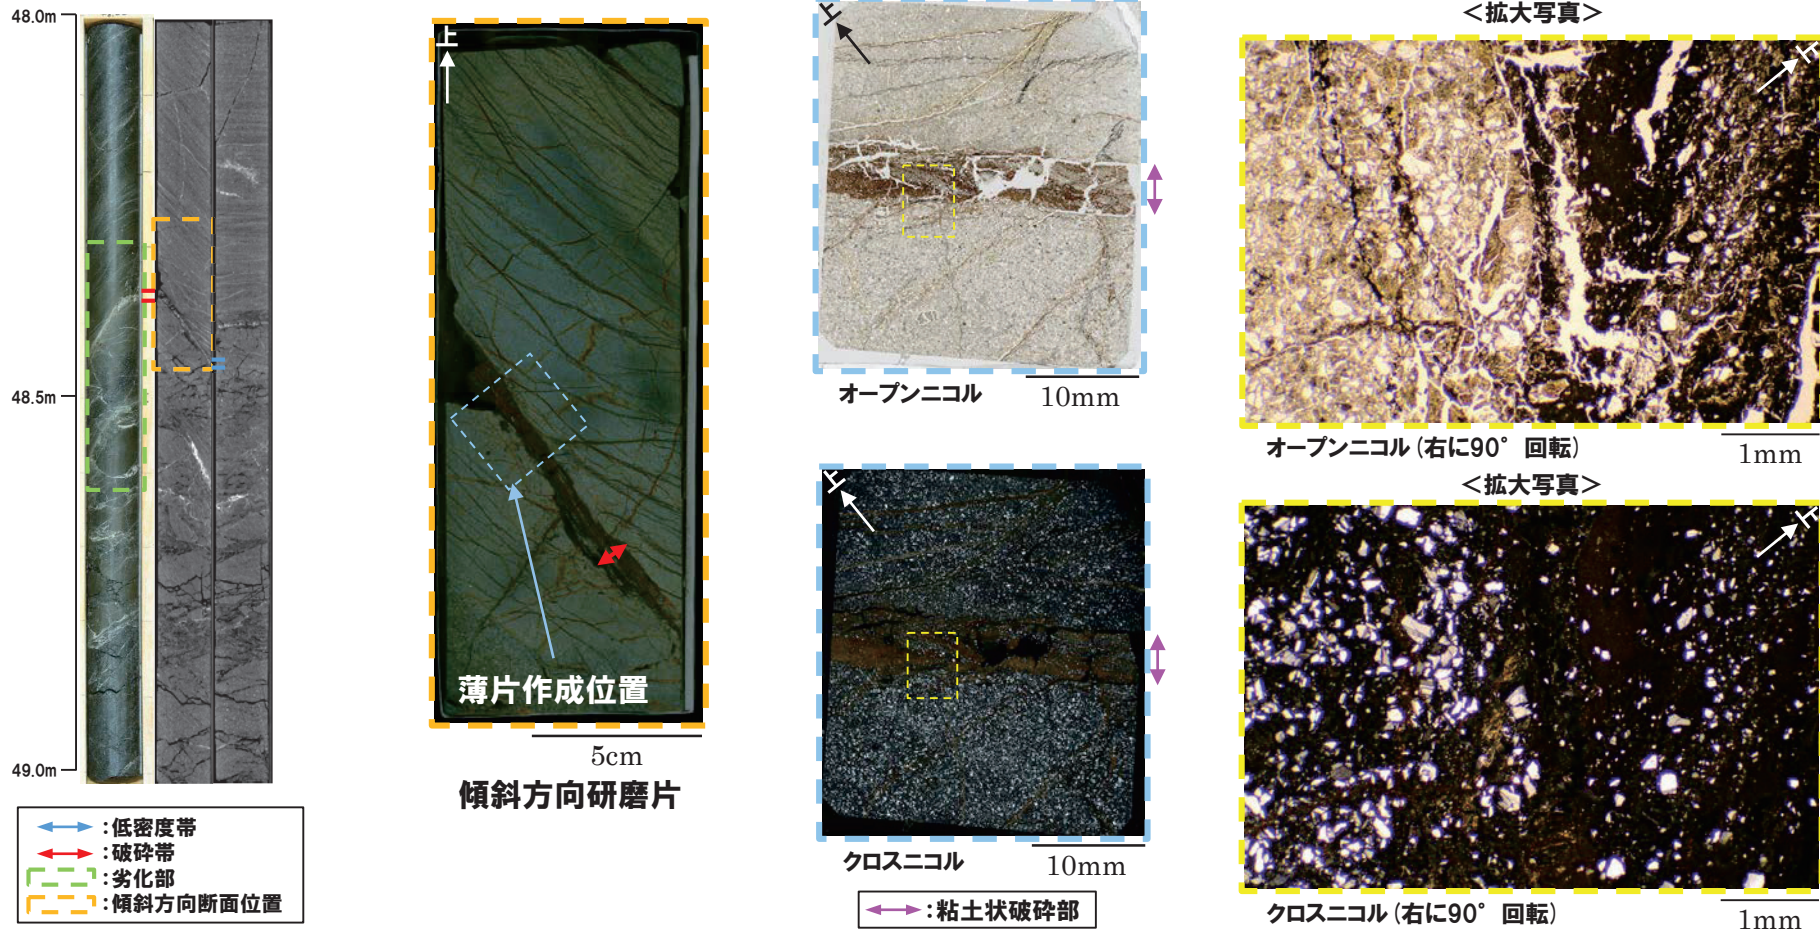 48.0m
48.5m
49.0m
:低密度帯
:破砕帯
:劣化部
:傾斜方向断面位置
上
薄片作成位置
5cm
傾斜方向研磨片
上
オープンニコル
10mm
上
クロスニコル
10mm
:粘土状破砕部
<拡大写真>
上
オープンニコル(右に90°回転)
1mm
<拡大写真>
上
クロスニコル(右に90°回転)
1mm